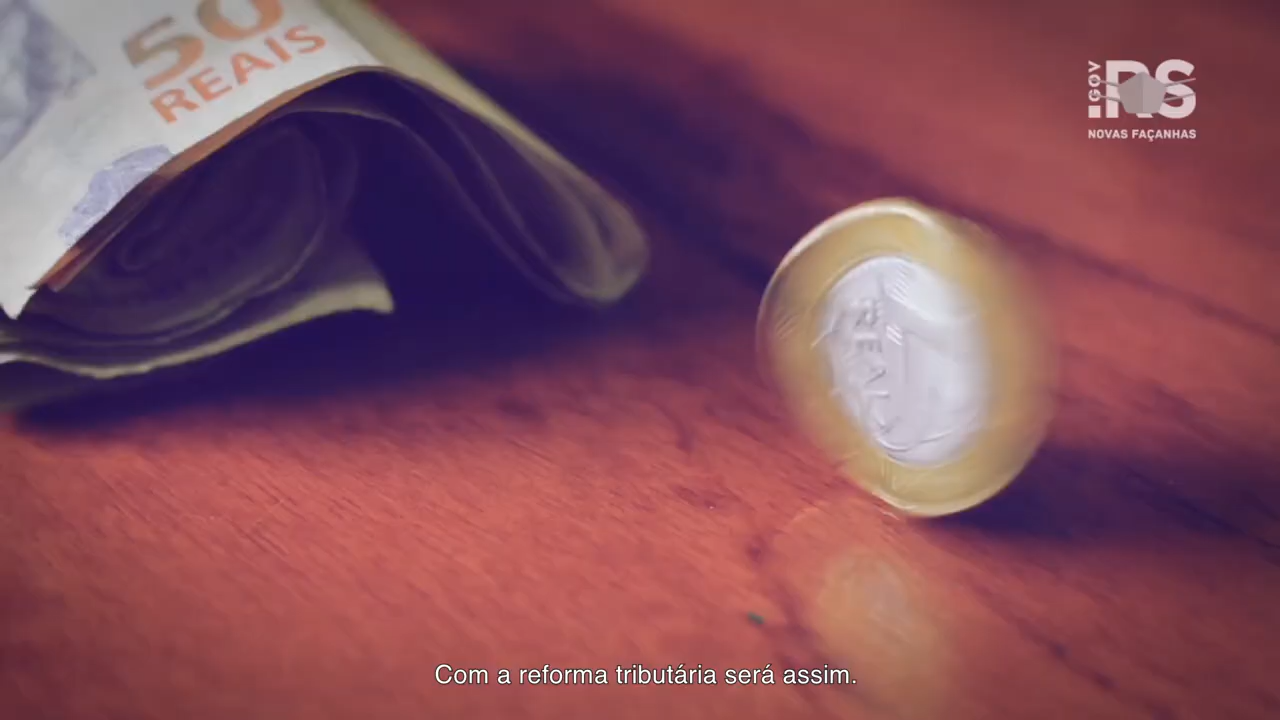 50
REAIS
.GOV
RS
NOVAS FAÇANHAS
REAL
Com a reforma tributária será assim.